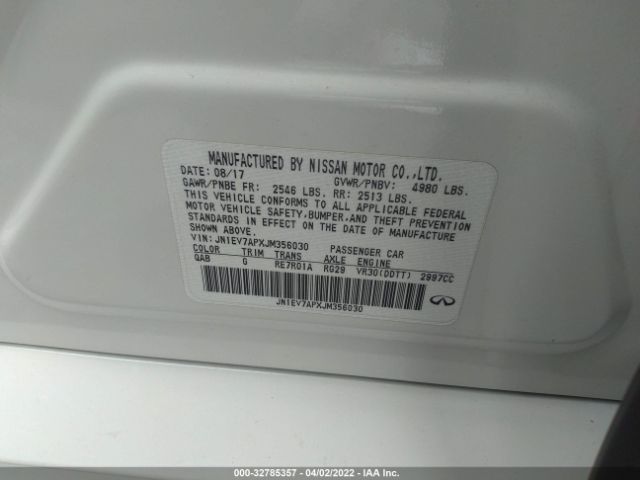 MANUFACTURED BY NISSAN MOTOR CO.,LTD.
DATE: 08/17 GVWR/PNBV: 4980 LBS.
GAWR/PNBE FR: 2546 LBS. RR: 2513 LBS.
THIS VEHICLE CONFORMS TO ALL APPLICABLE FEDERAL
MOTOR VEHICLE SAFETY,BUMPER,AND THEFT PREVENTION
STANDARDS IN EFFECT ON THE DATE OF MANUFACTURE
SHOWN ABOVE.
VIN: JN1EV7APXJM356030 PASSENGER CAR
COLOR TRIM TRANS AXLE ENGINE
QAB G RE7R01A RG29 VR30(DDTT) 2997CC
JN1EV7APXJM356030
INFINITI
000-32785357 - 04/02/2022 - IAA Inc.